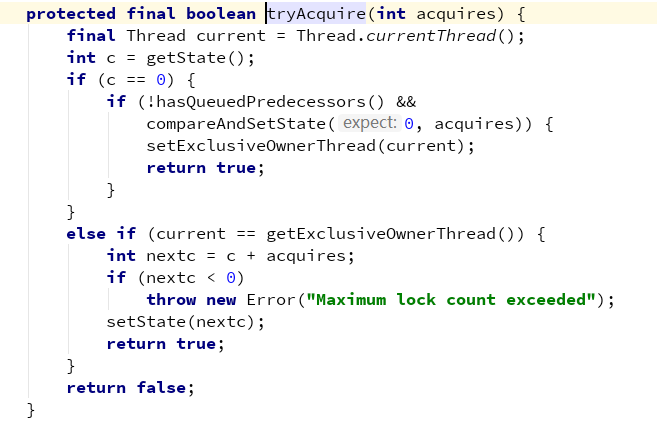 protected final boolean tryAcquire(int acquires) {
    final Thread current = Thread.currentThread();
    int c = getState();
    if (c == 0) {
        if (!hasQueuedPredecessors() &&
            compareAndSetState( expect: 0, acquires)) {
            setExclusiveOwnerThread(current);
            return true;
        }
    }
    else if (current == getExclusiveOwnerThread()) {
        int nextc = c + acquires;
        if (nextc < 0)
            throw new Error("Maximum lock count exceeded");
        setState(nextc);
        return true;
    }
    return false;
}